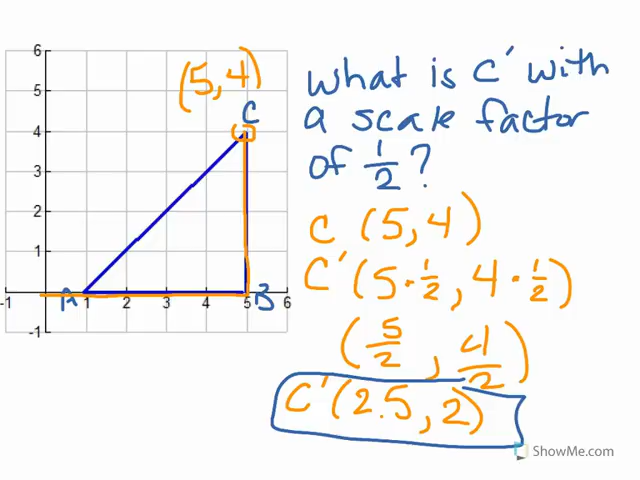 6
(5,4)
5
C
4
3
2
1
A
B
-1
1
2
3
4
5
6
-1
What is C' with
a scale factor
of 1/2?
C (5,4)
C' (5·1/2, 4·1/2)
(5/2, 4/2)
C' (2.5, 2)
ShowMe.com